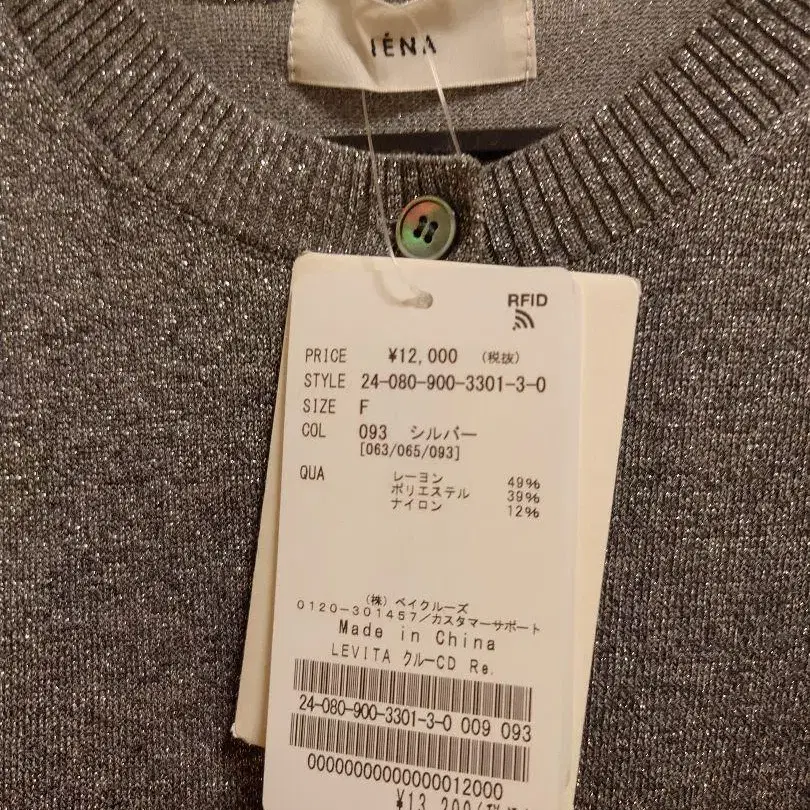 IÉNA
RFID
PRICE ¥12,000 (税抜)
STYLE 24-080-900-3301-3-0
SIZE F
COL 093 シルバー
[063/065/093]
QUA レーヨン 49%
ポリエステル 39%
ナイロン 12%
(株) ベイクルーズ
0120-301457/カスタマーサポート
Made in China
LEVITA クルーCD Re.
24-080-900-3301-3-0 009 093
0000000000000012000
¥13,200